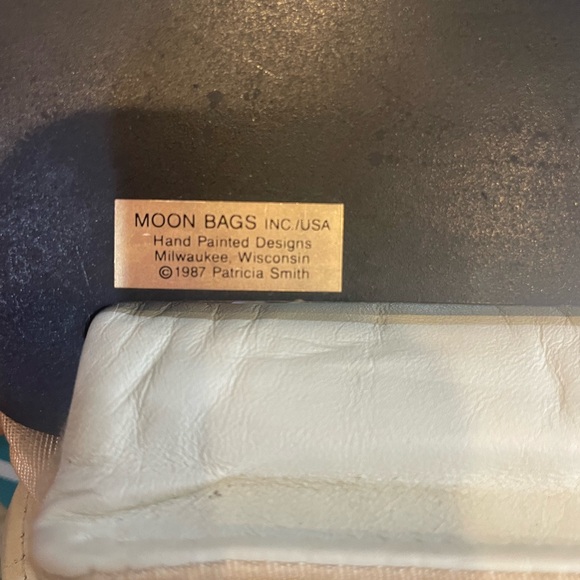 MOON BAGS INC./USA
Hand Painted Designs
Milwaukee, Wisconsin
©1987 Patricia Smith